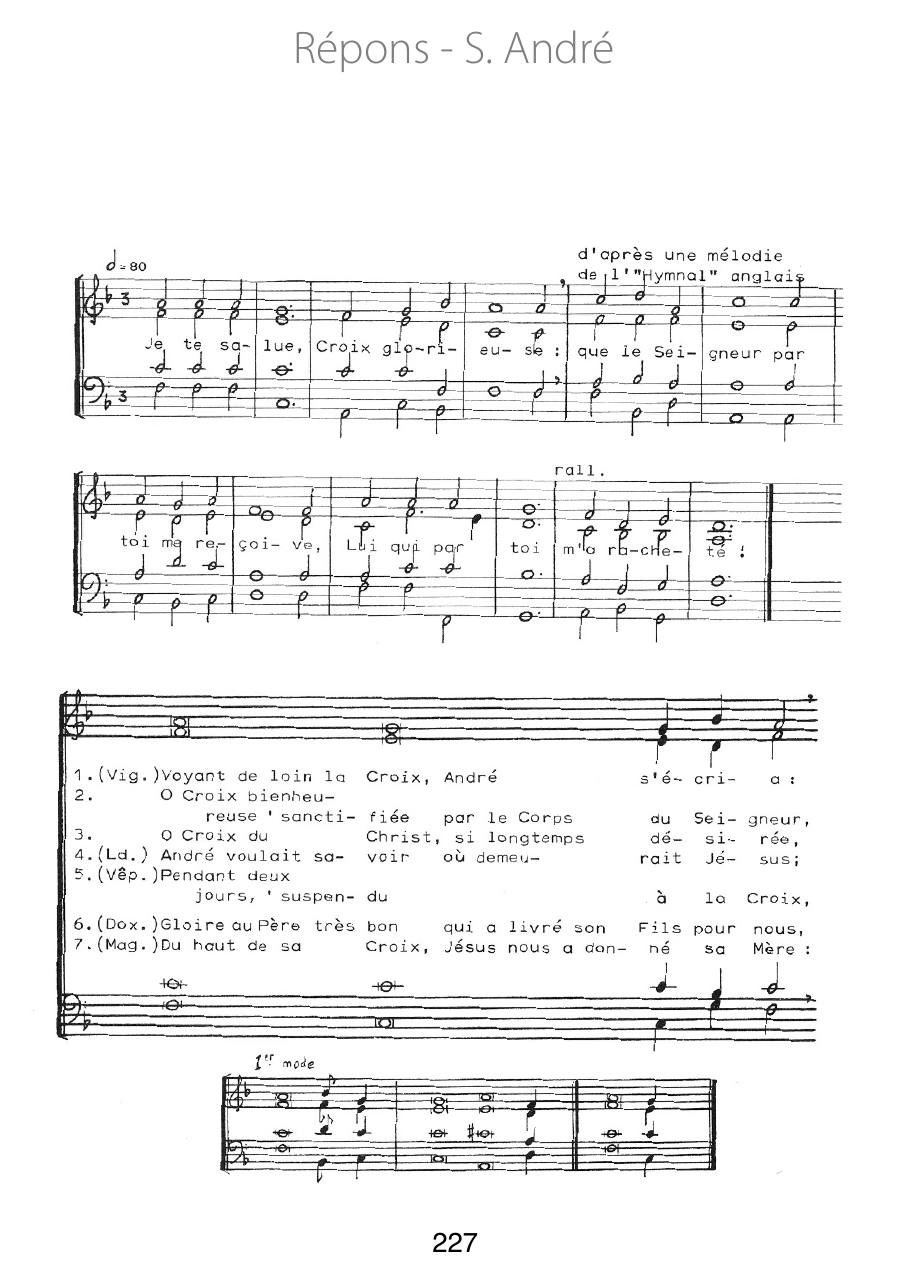 Répons - S. André
d'après une mélodie
de l'"Hymnal" anglais
= 80
3
Je te sa- lue, Croix glo-ri- eu-se : que le Sei- gneur par
3
rall.
toi me re- çoi-ve, Lui qui par toi m'a ra-che- té !
1.(Vig.)Voyant de loin la Croix, André s'é- cri- a :
2. O Croix bienheu-
reuse ' sancti- fiée par le Corps du Sei- gneur,
3. O Croix du Christ, si longtemps dé- si- rée,
4.(Ld.) André voulait sa- voir où demeu- rait Jé- sus;
5.(Vêp.)Pendant deux
jours, ' suspen- du à la Croix,
6.(Dox.)Gloire au Père très bon qui a livré son Fils pour nous,
7.(Mag.)Du haut de sa Croix, Jésus nous a don- né sa Mère :
1er mode
227